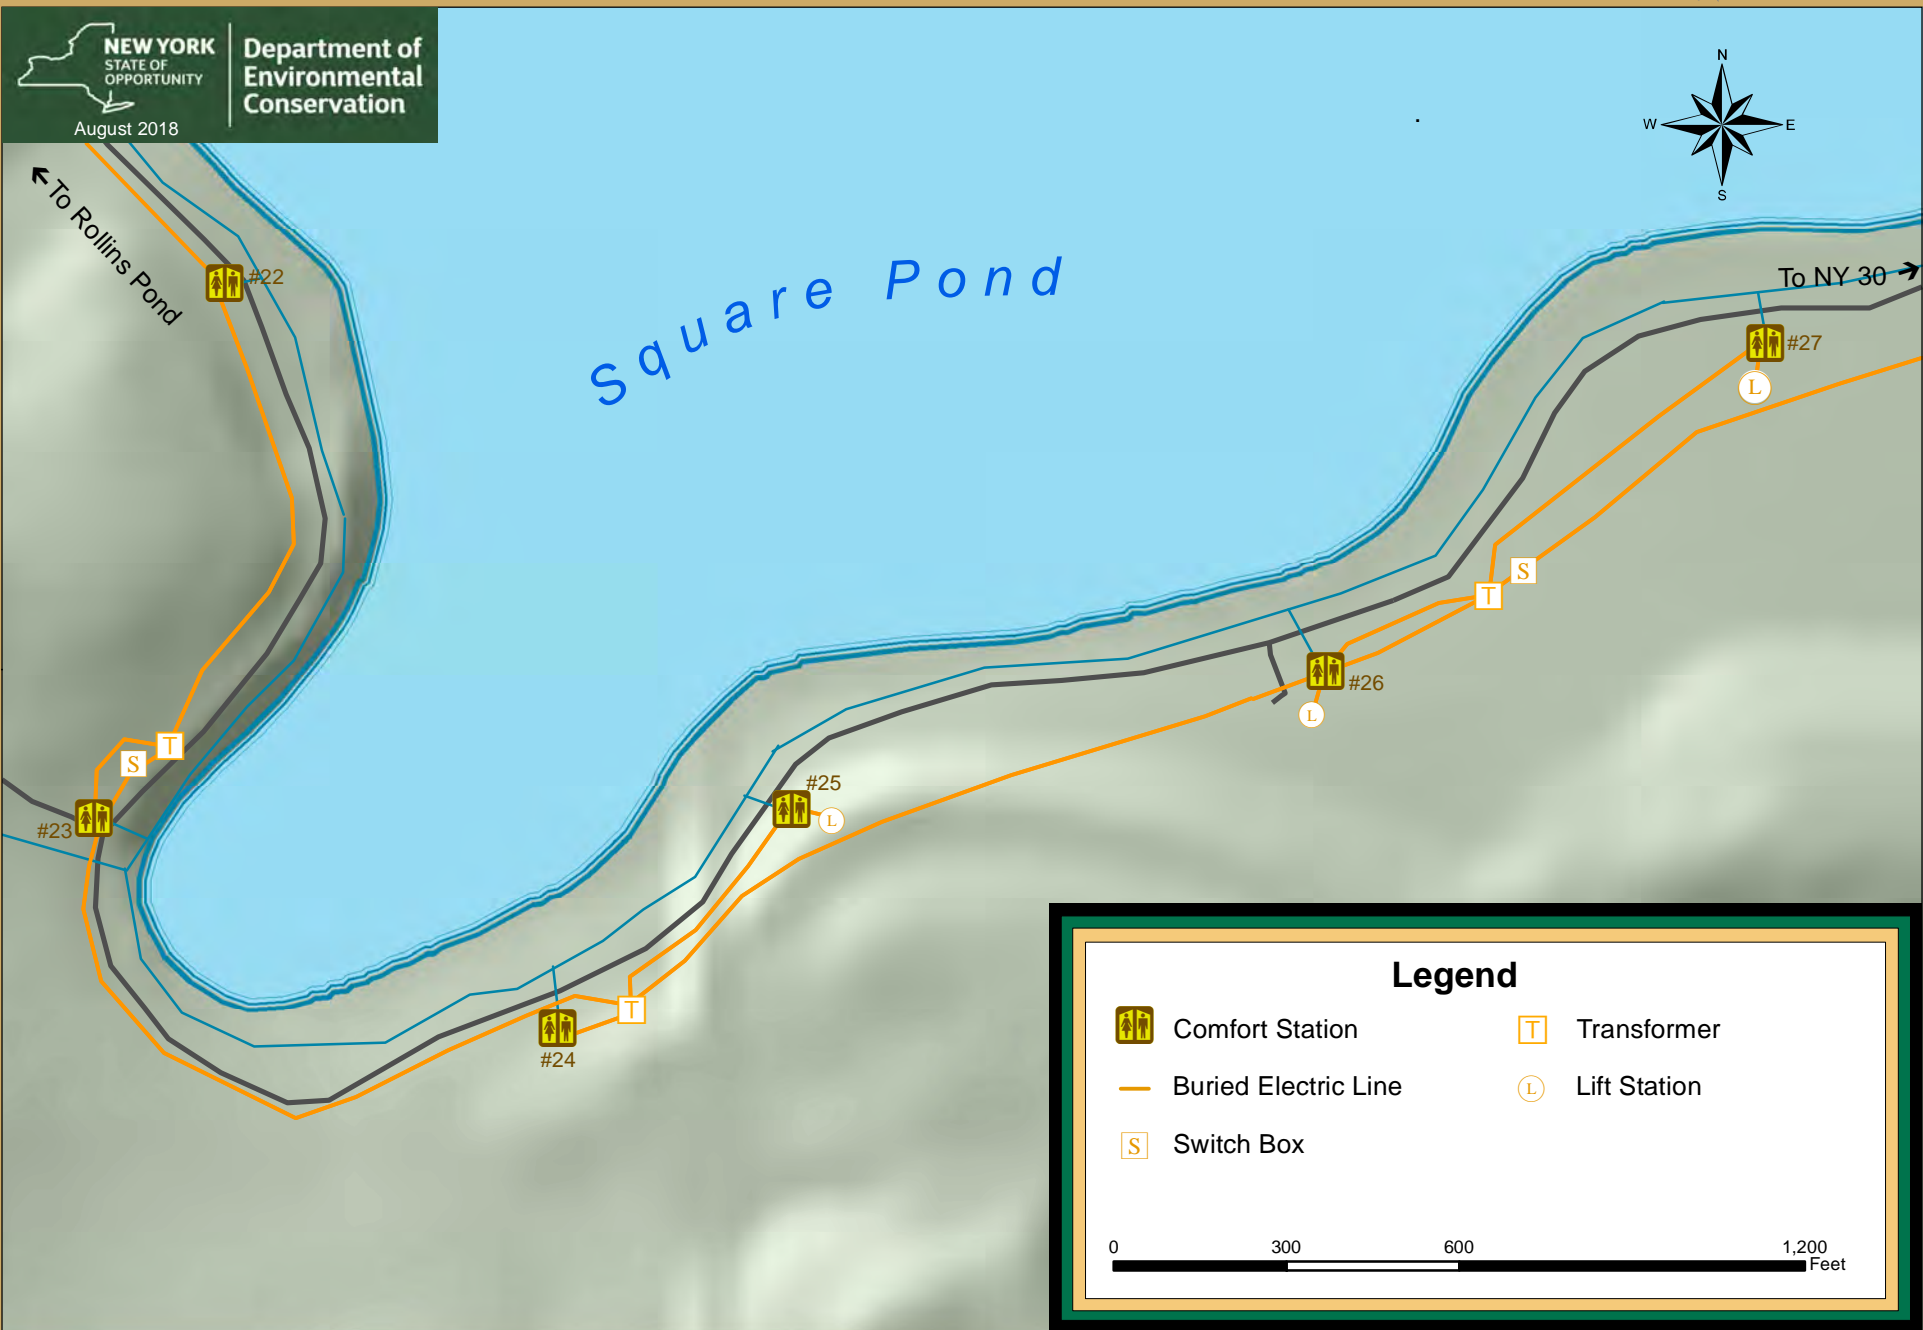 NEW YORK
STATE OF
OPPORTUNITY
Department of
Environmental
Conservation
August 2018
N
W
E
S
To Rollins Pond
#22
Square Pond
To NY 30
#27
L
S
T
#26
L
T
S
#23
#25
L
T
#24
Legend
Comfort Station
T Transformer
Buried Electric Line
L Lift Station
S Switch Box
0 300 600 1,200
Feet